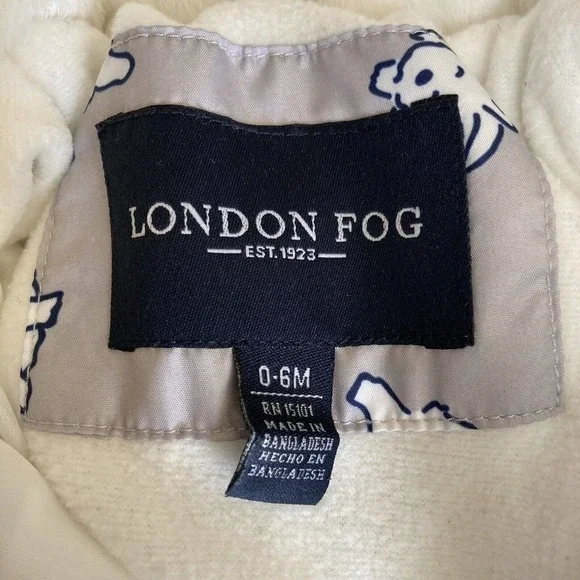 LONDON FOG
EST. 1923
0-6M
RN 15101
MADE IN
BANGLADESH
HECHO EN
BANGLADESH